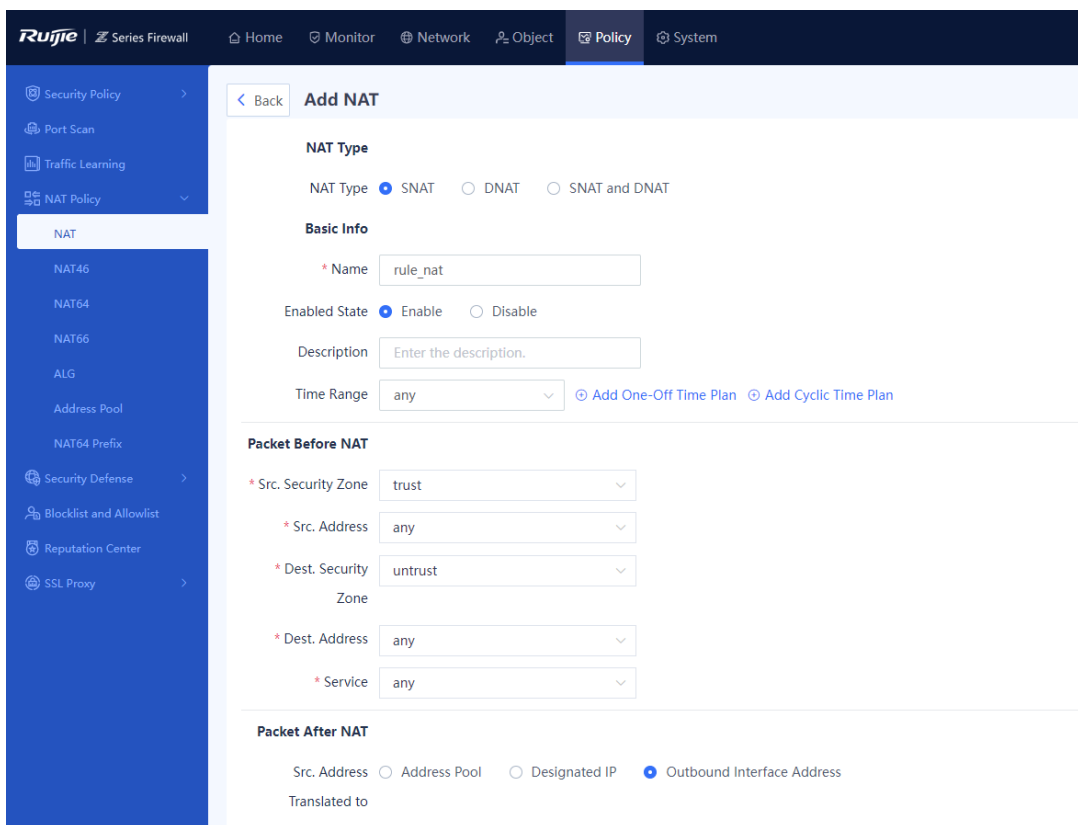 Ruijie | Z Series Firewall
Home
Monitor
Network
Object
Policy
System
Security Policy
Port Scan
Traffic Learning
NAT Policy
NAT
NAT46
NAT64
NAT66
ALG
Address Pool
NAT64 Prefix
Security Defense
Blocklist and Allowlist
Reputation Center
SSL Proxy
Back Add NAT
NAT Type
NAT Type SNAT DNAT SNAT and DNAT
Basic Info
* Name rule_nat
Enabled State Enable Disable
Description Enter the description.
Time Range any Add One-Off Time Plan Add Cyclic Time Plan
Packet Before NAT
* Src. Security Zone trust
* Src. Address any
* Dest. Security untrust
Zone
* Dest. Address any
* Service any
Packet After NAT
Src. Address Address Pool Designated IP Outbound Interface Address
Translated to